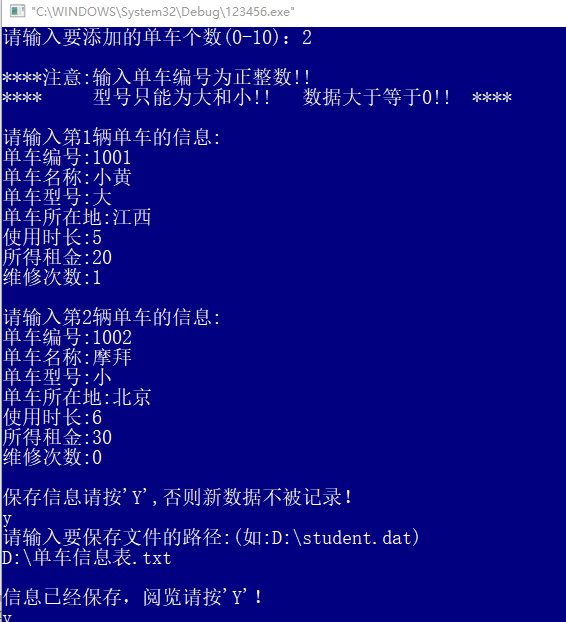 "C:\WINDOWS\System32\Debug\123456.exe"
请输入要添加的单车个数(0-10): 2
****注意:输入单车编号为正整数!!
**** 型号只能为大和小!! 数据大于等于0!! ****
请输入第1辆单车的信息:
单车编号:1001
单车名称:小黄
单车型号:大
单车所在地:江西
使用时长:5
所得租金:20
维修次数:1
请输入第2辆单车的信息:
单车编号:1002
单车名称:摩拜
单车型号:小
单车所在地:北京
使用时长:6
所得租金:30
维修次数:0
保存信息请按'Y',否则新数据不被记录!
y
请输入要保存文件的路径:(如:D:\student.dat)
D:\单车信息表.txt
信息已经保存，阅览请按'Y'!
y